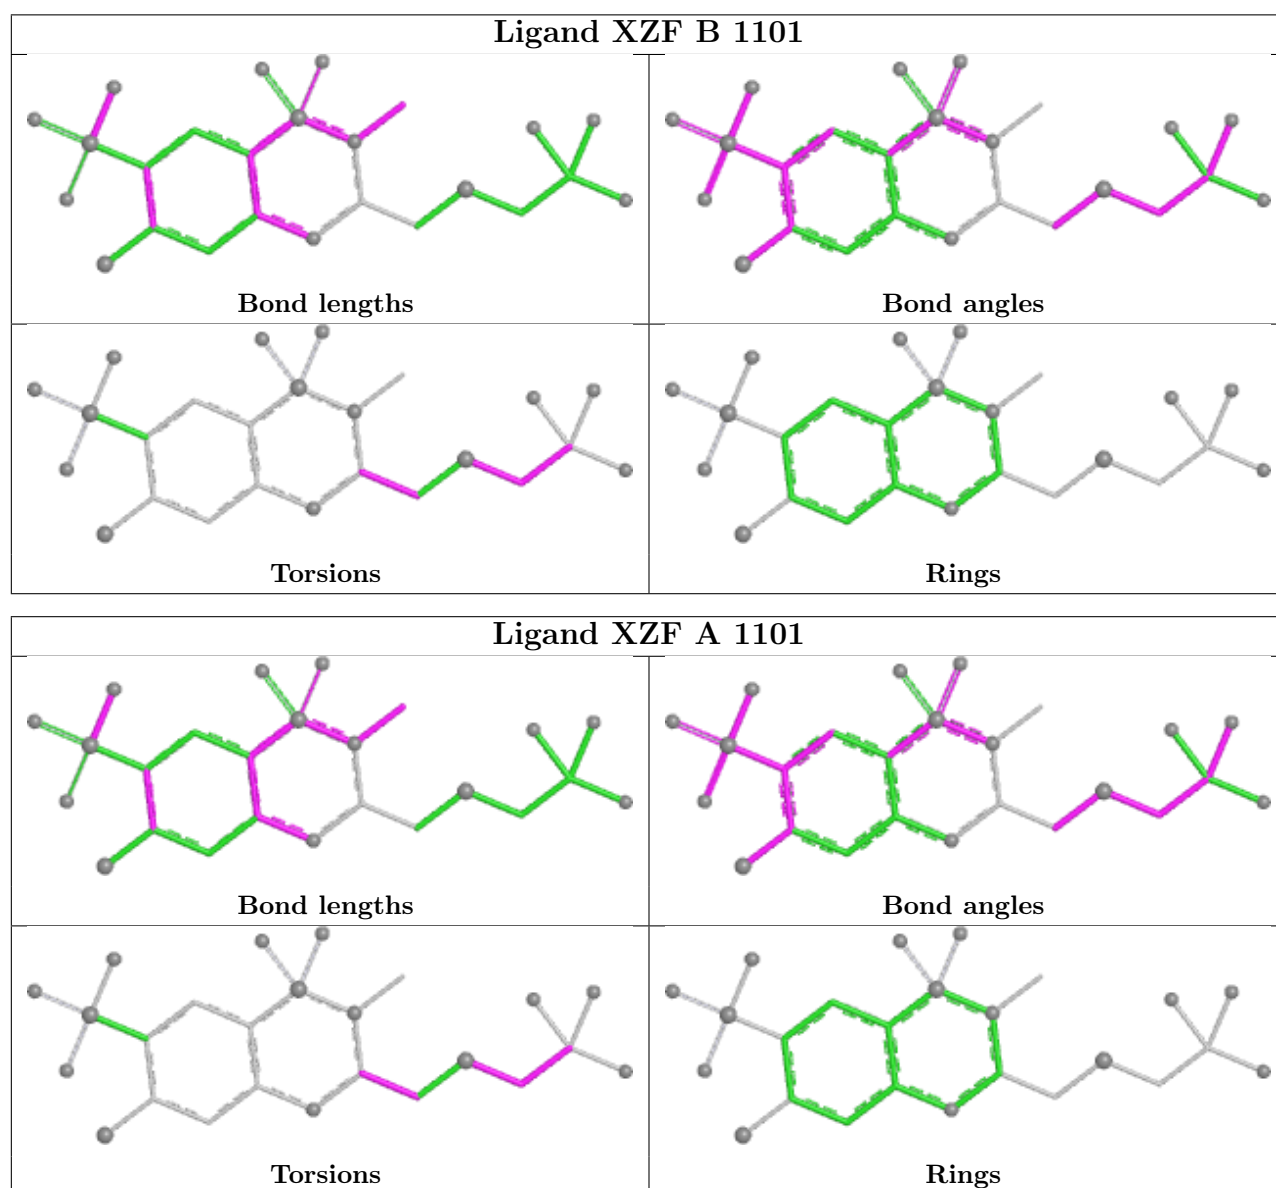 Ligand XZF B 1101
Bond lengths
Bond angles
Torsions
Rings
Ligand XZF A 1101
Bond lengths
Bond angles
Torsions
Rings